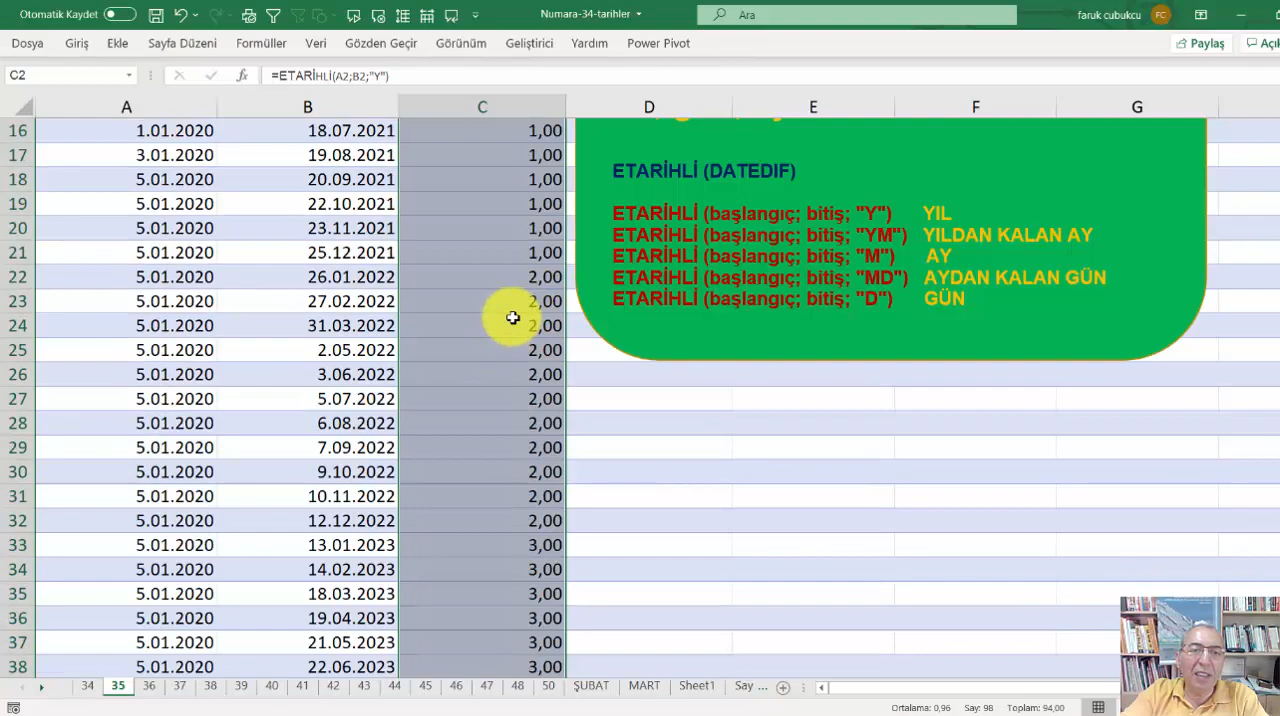 Otomatik Kaydet
Numara-34-tarihler
Ara
faruk cubukcu FC
Dosya Giriş Ekle Sayfa Düzeni Formüller Veri Gözden Geçir Görünüm Geliştirici Yardım Power Pivot
Paylaş
C2 fx =ETARİHLİ(A2;B2;"Y")
A B C D E F G
16 1.01.2020 18.07.2021 1,00
17 3.01.2020 19.08.2021 1,00
18 5.01.2020 20.09.2021 1,00
19 5.01.2020 22.10.2021 1,00
20 5.01.2020 23.11.2021 1,00
21 5.01.2020 25.12.2021 1,00
22 5.01.2020 26.01.2022 2,00
23 5.01.2020 27.02.2022 2,00
24 5.01.2020 31.03.2022 2,00
25 5.01.2020 2.05.2022 2,00
26 5.01.2020 3.06.2022 2,00
27 5.01.2020 5.07.2022 2,00
28 5.01.2020 6.08.2022 2,00
29 5.01.2020 7.09.2022 2,00
30 5.01.2020 9.10.2022 2,00
31 5.01.2020 10.11.2022 2,00
32 5.01.2020 12.12.2022 2,00
33 5.01.2020 13.01.2023 3,00
34 5.01.2020 14.02.2023 3,00
35 5.01.2020 18.03.2023 3,00
36 5.01.2020 19.04.2023 3,00
37 5.01.2020 21.05.2023 3,00
38 5.01.2020 22.06.2023 3,00
ETARİHLİ (DATEDIF)
ETARİHLİ (başlangıç; bitiş; "Y") YIL
ETARİHLİ (başlangıç; bitiş; "YM") YILDAN KALAN AY
ETARİHLİ (başlangıç; bitiş; "M") AY
ETARİHLİ (başlangıç; bitiş; "MD") AYDAN KALAN GÜN
ETARİHLİ (başlangıç; bitiş; "D") GÜN
34 35 36 37 38 39 40 41 42 43 44 45 46 47 48 50 ŞUBAT MART Sheet1 Say ...
Ortalama: 0,96 Say: 98 Toplam: 94,00